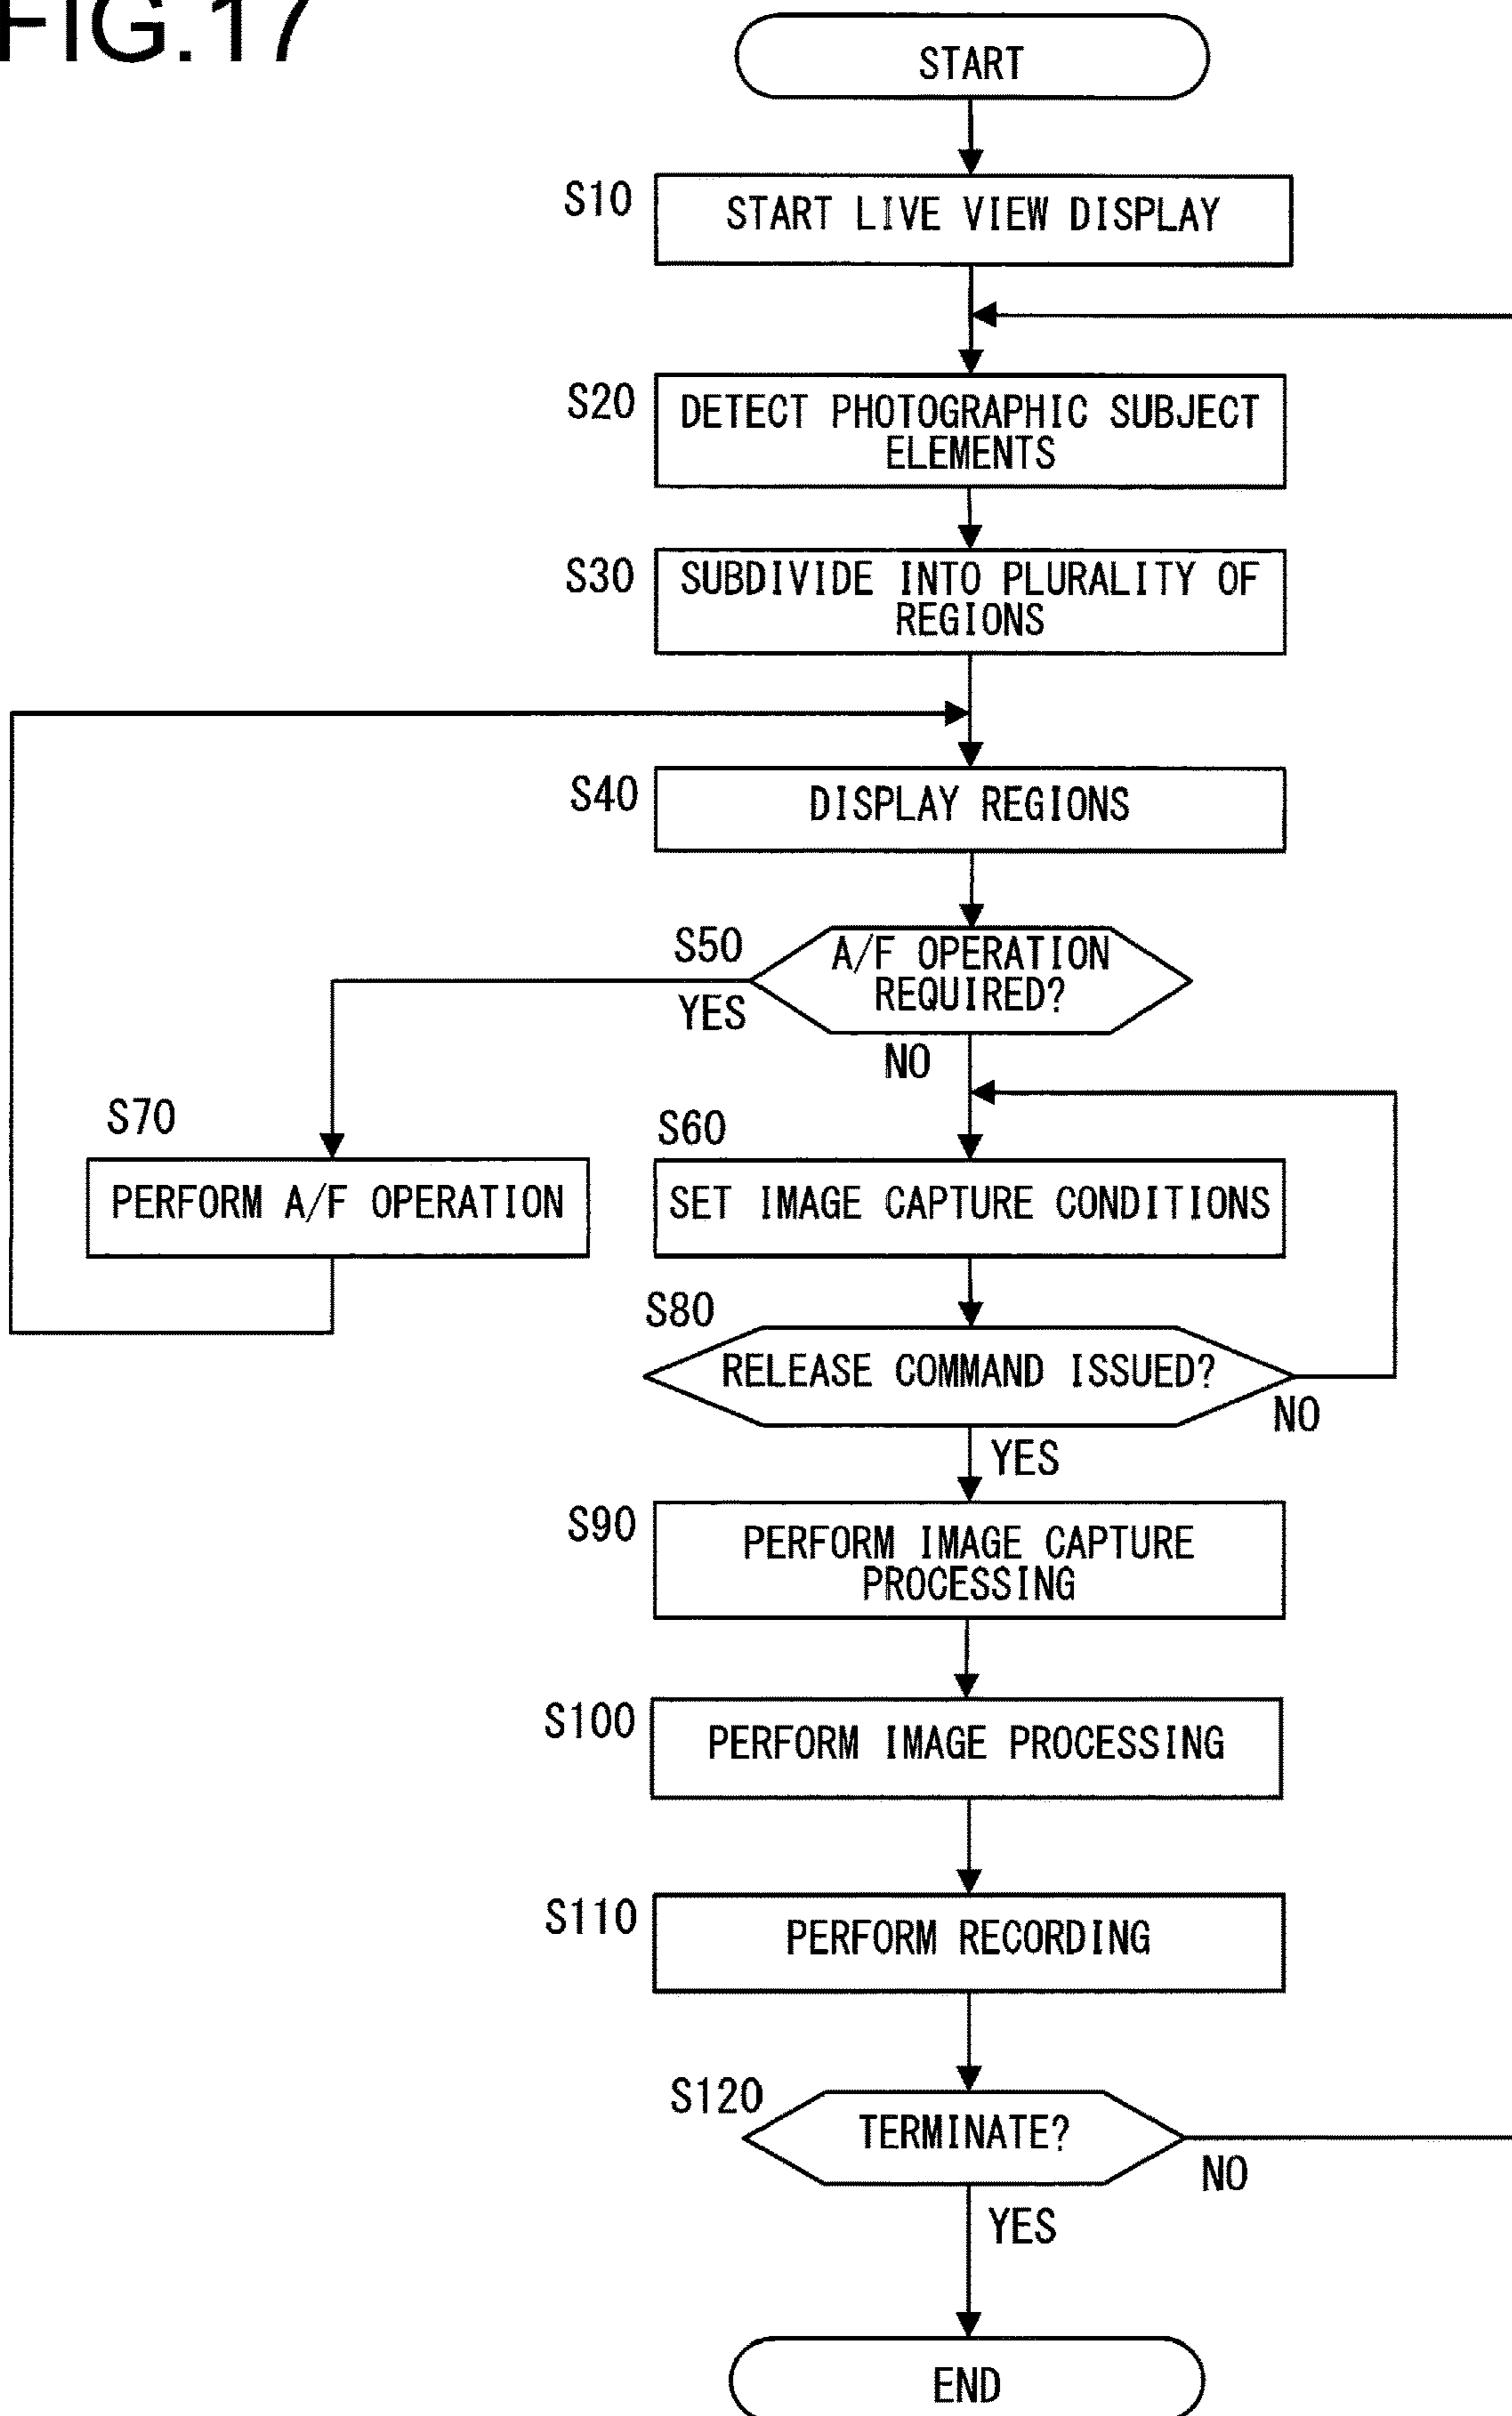 FIG.17
START
S10
START LIVE VIEW DISPLAY
S20
DETECT PHOTOGRAPHIC SUBJECT
ELEMENTS
S30
SUBDIVIDE INTO PLURALITY OF
REGIONS
S40
DISPLAY REGIONS
S50
A/F OPERATION
REQUIRED?
YES
NO
S70
PERFORM A/F OPERATION
S60
SET IMAGE CAPTURE CONDITIONS
S80
RELEASE COMMAND ISSUED?
NO
YES
S90
PERFORM IMAGE CAPTURE
PROCESSING
S100
PERFORM IMAGE PROCESSING
S110
PERFORM RECORDING
S120
TERMINATE?
NO
YES
END